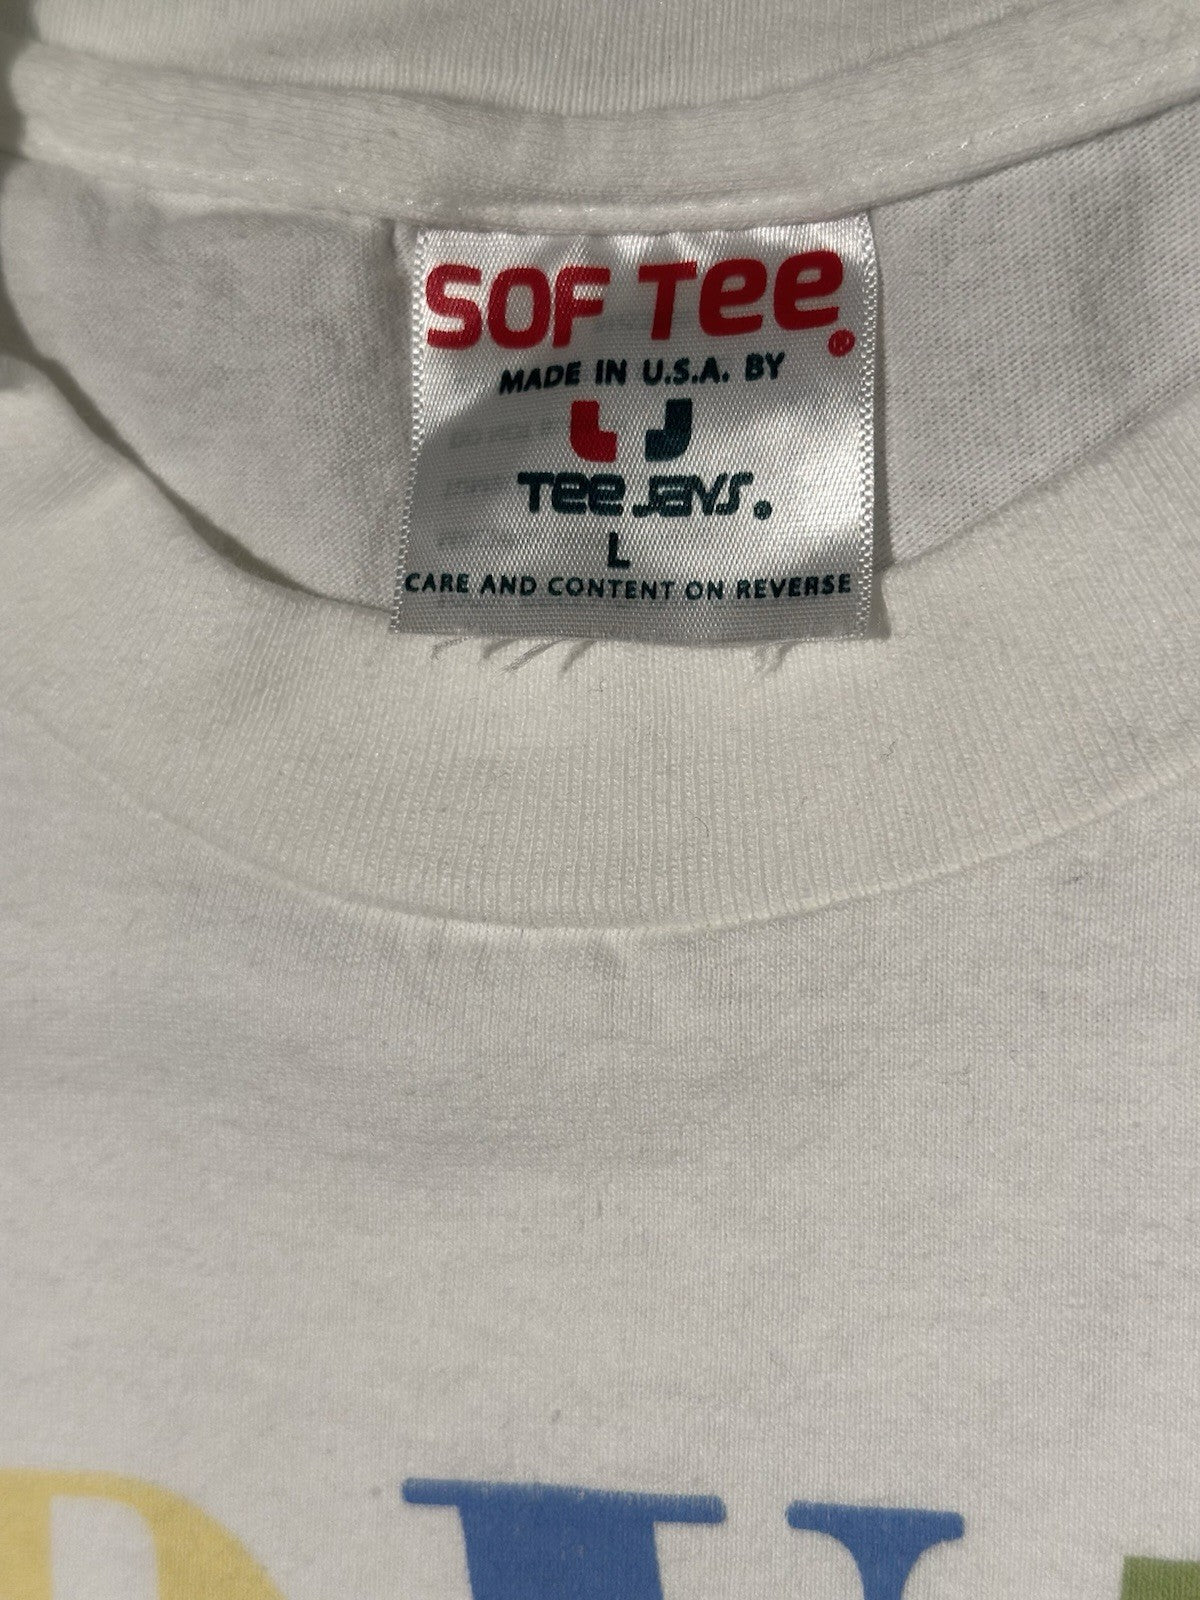 SOF Tee®
MADE IN U.S.A. BY
Tee Jays®
L
CARE AND CONTENT ON REVERSE